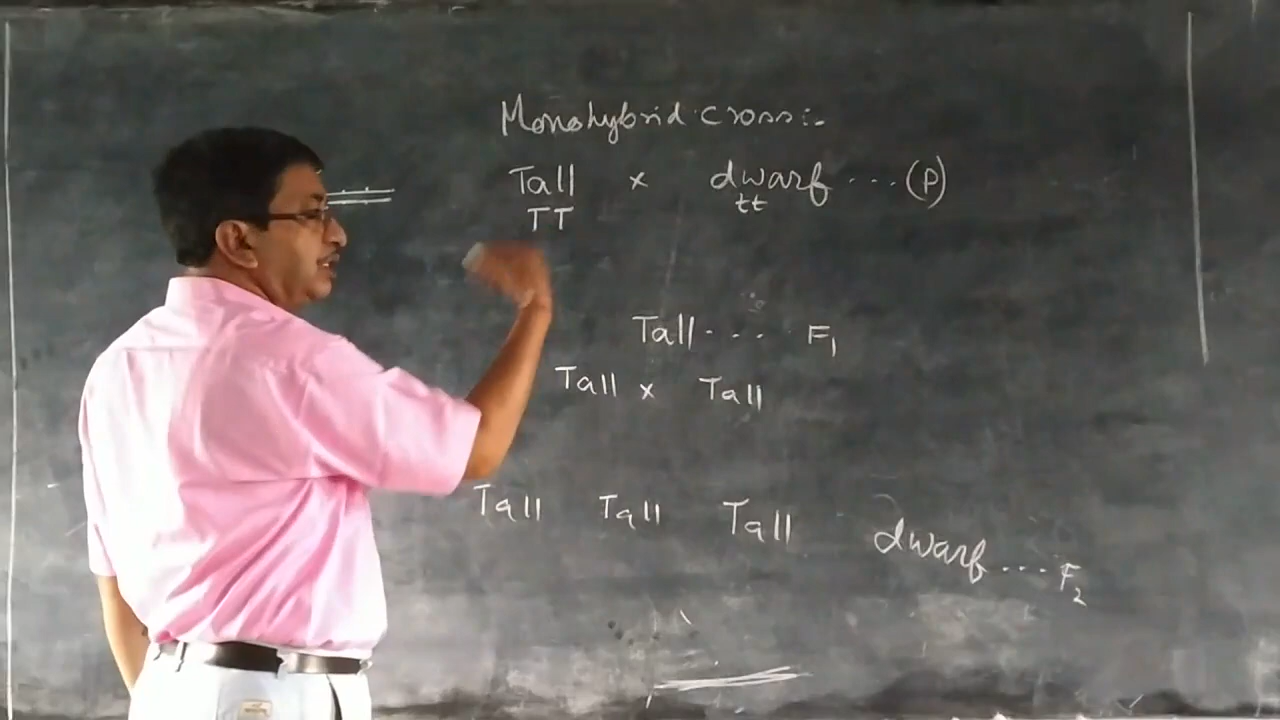 Monohybrid cross:-
Tall x dwarf ... (P)
TT tt
Tall ... F1
Tall x Tall
Tall Tall Tall dwarf ... F2